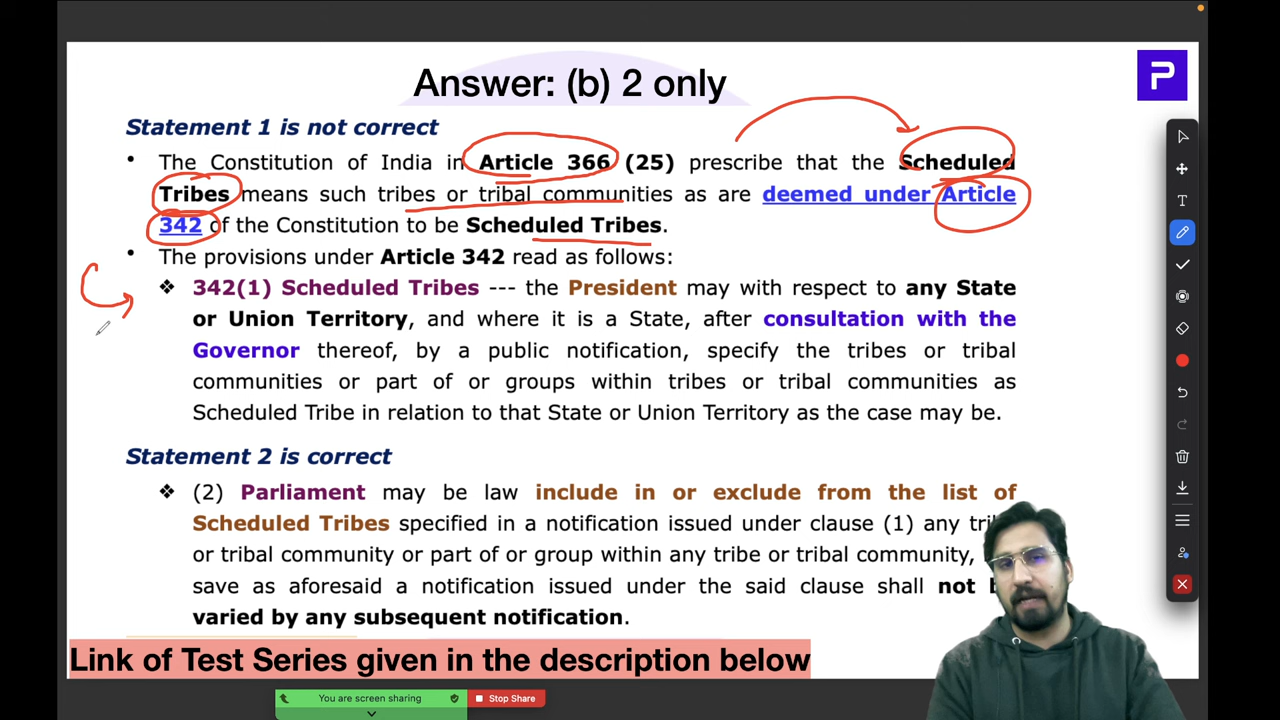 Answer: (b) 2 only
P
Statement 1 is not correct
• The Constitution of India in Article 366 (25) prescribe that the Scheduled
Tribes means such tribes or tribal communities as are deemed under Article
342 of the Constitution to be Scheduled Tribes.
• The provisions under Article 342 read as follows:
❖ 342(1) Scheduled Tribes --- the President may with respect to any State
or Union Territory, and where it is a State, after consultation with the
Governor thereof, by a public notification, specify the tribes or tribal
communities or part of or groups within tribes or tribal communities as
Scheduled Tribe in relation to that State or Union Territory as the case may be.
Statement 2 is correct
❖ (2) Parliament may be law include in or exclude from the list of
Scheduled Tribes specified in a notification issued under clause (1) any
or tribal community or part of or group within any tribe or tribal community,
save as aforesaid a notification issued under the said clause shall not
varied by any subsequent notification.
Link of Test Series given in the description below
You are screen sharing
Stop Share
T